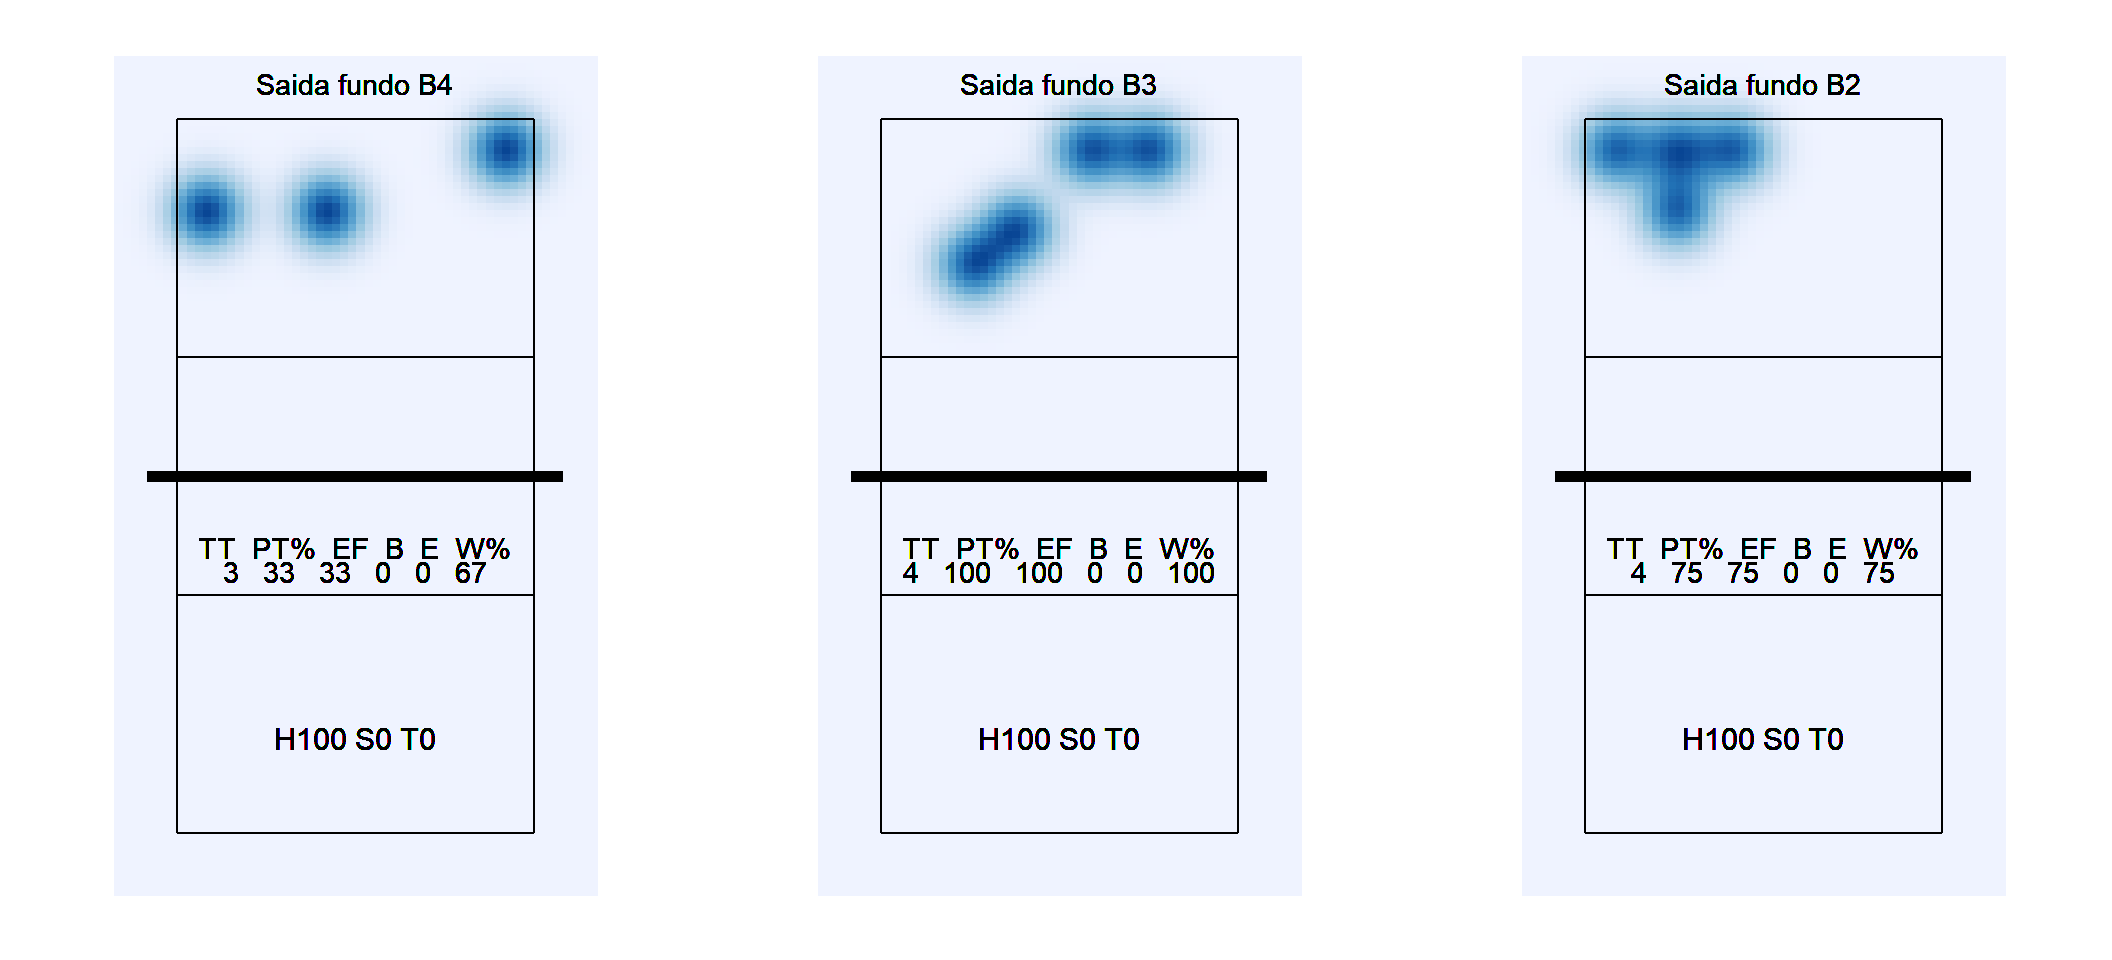 Saida fundo B4
TT PT% EF B E W%
3 33 33 0 0 67
H100 S0 T0
Saida fundo B3
TT PT% EF B E W%
4 100 100 0 0 100
H100 S0 T0
Saida fundo B2
TT PT% EF B E W%
4 75 75 0 0 75
H100 S0 T0